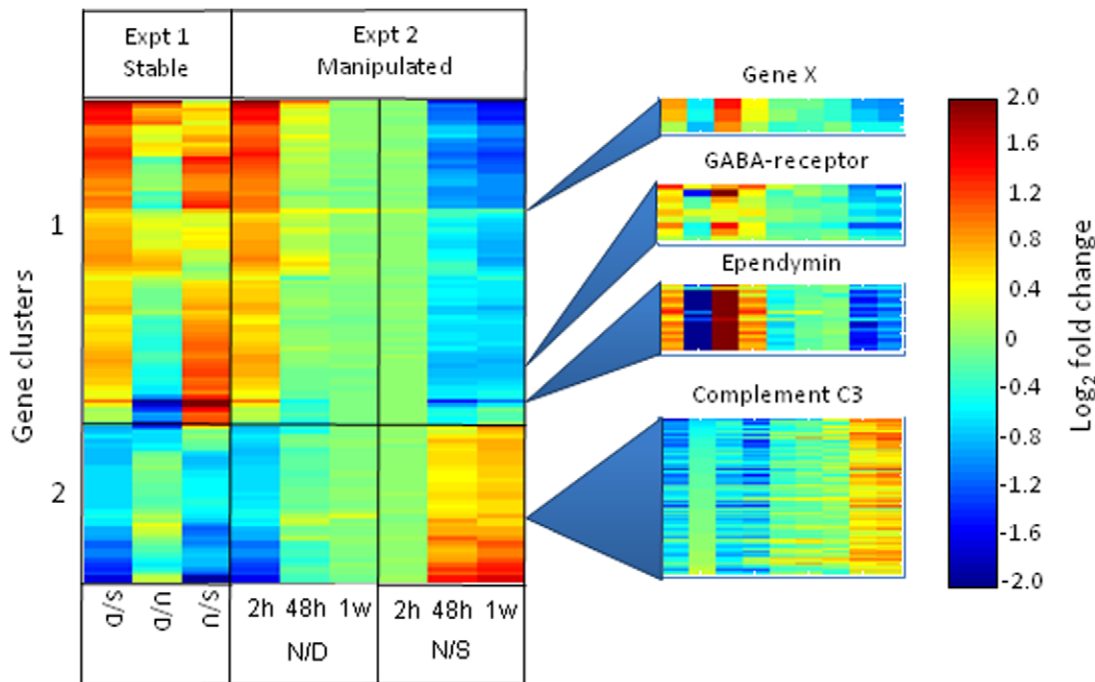 Expt 1
Stable
Expt 2
Manipulated
Gene clusters
1
2
2h 48h 1w
N/D
2h 48h 1w
N/S
Gene X
GABA-receptor
Ependymin
Complement C3
2.0
1.6
1.2
0.8
0.4
0
-0.4
-0.8
-1.2
-1.6
-2.0
Log₂ fold change